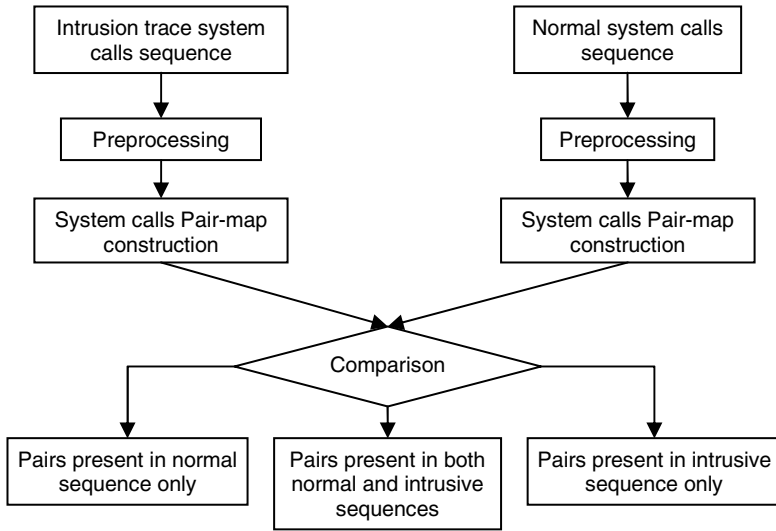 Intrusion trace system
calls sequence
Normal system calls
sequence
Preprocessing
Preprocessing
System calls Pair-map
construction
System calls Pair-map
construction
Comparison
Pairs present in normal
sequence only
Pairs present in both
normal and intrusive
sequences
Pairs present in intrusive
sequence only